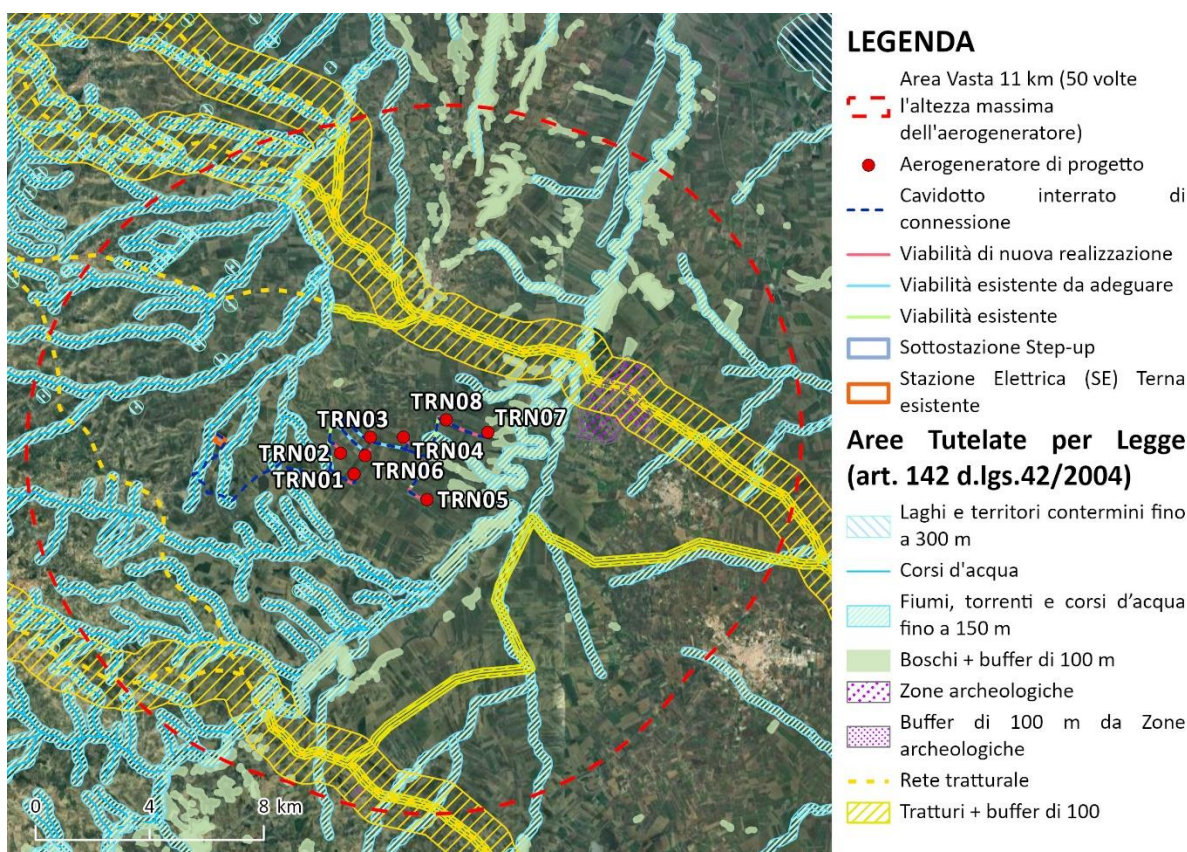 TRN08
TRN03
TRN07
TRN04
TRN02
TRN06
TRN01
TRN05
0 4 8 km
LEGENDA
Area Vasta 11 km (50 volte
l'altezza massima
dell'aerogeneratore)
Aerogeneratore di progetto
Cavidotto interrato di
connessione
Viabilità di nuova realizzazione
Viabilità esistente da adeguare
Viabilità esistente
Sottostazione Step-up
Stazione Elettrica (SE) Terna
esistente
Aree Tutelate per Legge
(art. 142 d.lgs.42/2004)
Laghi e territori contermini fino
a 300 m
Corsi d'acqua
Fiumi, torrenti e corsi d’acqua
fino a 150 m
Boschi + buffer di 100 m
Zone archeologiche
Buffer di 100 m da Zone
archeologiche
Rete tratturale
Tratturi + buffer di 100